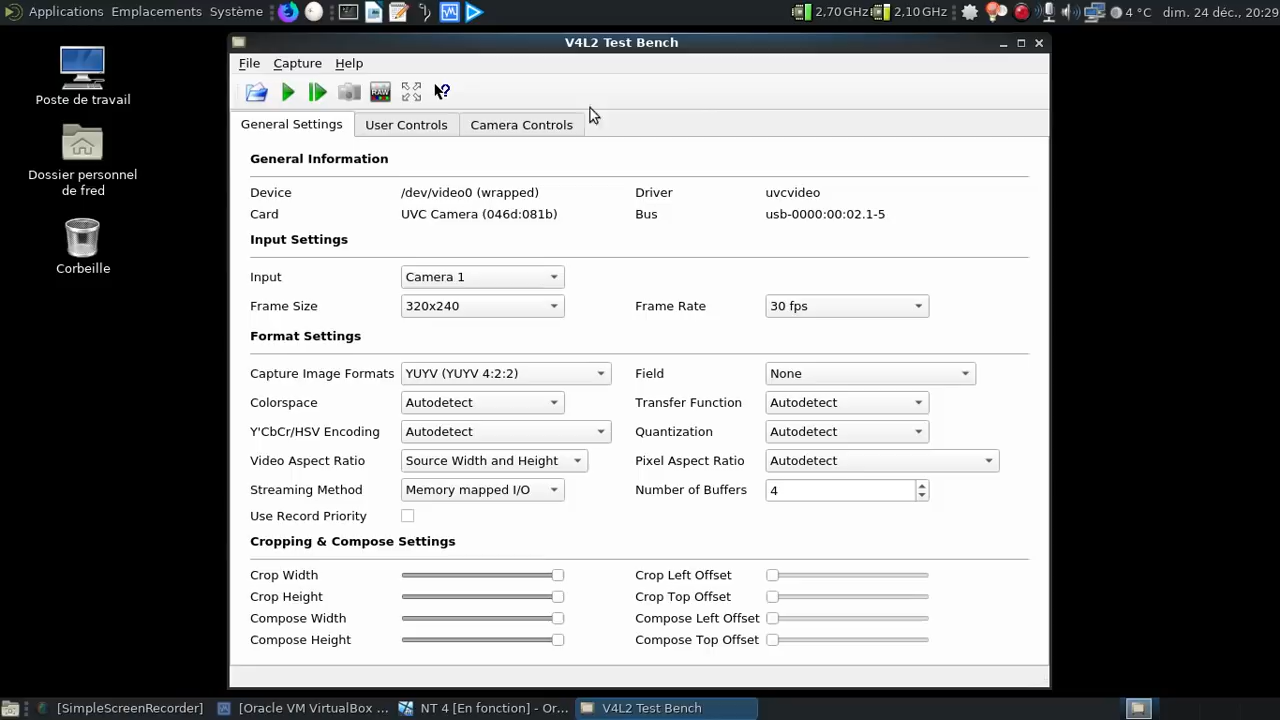 Applications Emplacements Système 2,70 GHz 2,10 GHz 4 °C dim. 24 déc., 20:29
Poste de travail
Dossier personnel
de fred
Corbeille
V4L2 Test Bench
File Capture Help
RAW
General Settings User Controls Camera Controls
General Information
Device /dev/video0 (wrapped) Driver uvcvideo
Card UVC Camera (046d:081b) Bus usb-0000:00:02.1-5
Input Settings
Input Camera 1
Frame Size 320x240 Frame Rate 30 fps
Format Settings
Capture Image Formats YUYV (YUYV 4:2:2) Field None
Colorspace Autodetect Transfer Function Autodetect
Y'CbCr/HSV Encoding Autodetect Quantization Autodetect
Video Aspect Ratio Source Width and Height Pixel Aspect Ratio Autodetect
Streaming Method Memory mapped I/O Number of Buffers 4
Use Record Priority
Cropping & Compose Settings
Crop Width Crop Left Offset
Crop Height Crop Top Offset
Compose Width Compose Left Offset
Compose Height Compose Top Offset
[SimpleScreenRecorder] [Oracle VM VirtualBox ... NT 4 [En fonction] - Or... V4L2 Test Bench